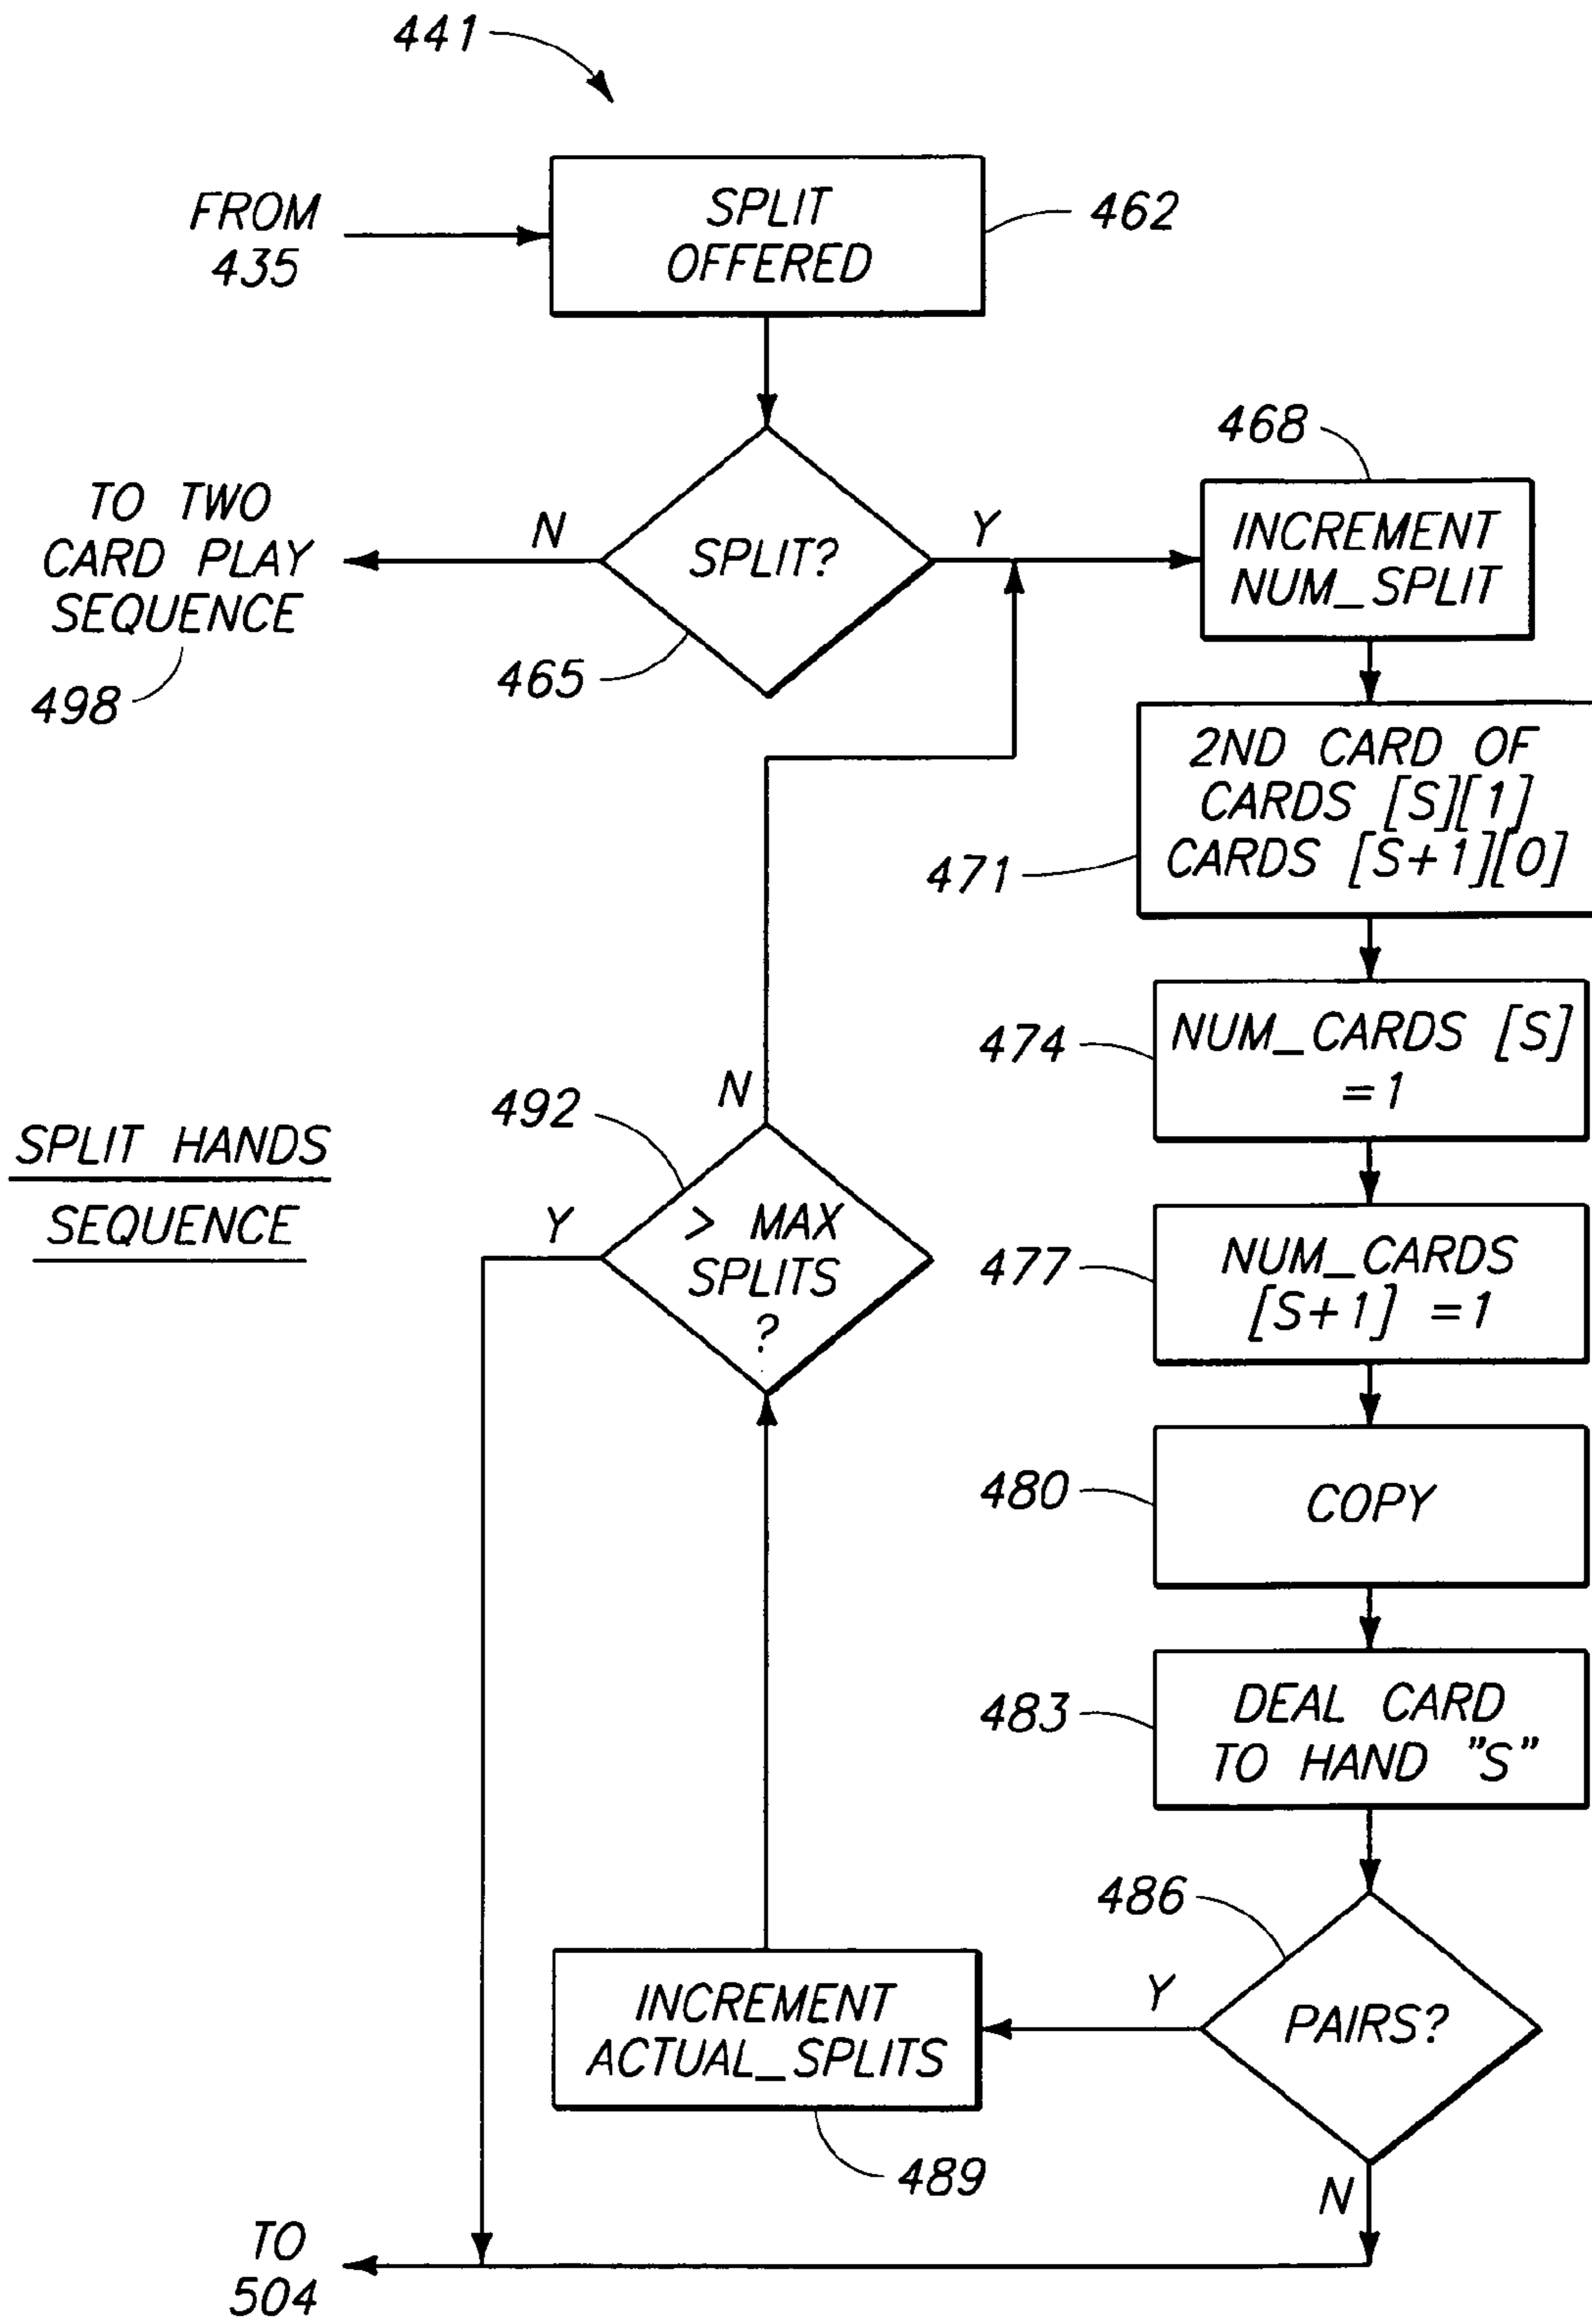 441
FROM
435
SPLIT
OFFERED
462
TO TWO
CARD PLAY
SEQUENCE
498
N
SPLIT?
Y
465
468
INCREMENT
NUM_SPLIT
2ND CARD OF
CARDS [S][1]
CARDS [S+1][0]
471
474
NUM_CARDS [S]
=1
SPLIT HANDS
SEQUENCE
492
N
Y
> MAX
SPLITS
?
477
NUM_CARDS
[S+1] =1
480
COPY
483
DEAL CARD
TO HAND "S"
486
PAIRS?
Y
N
INCREMENT
ACTUAL_SPLITS
489
TO
504